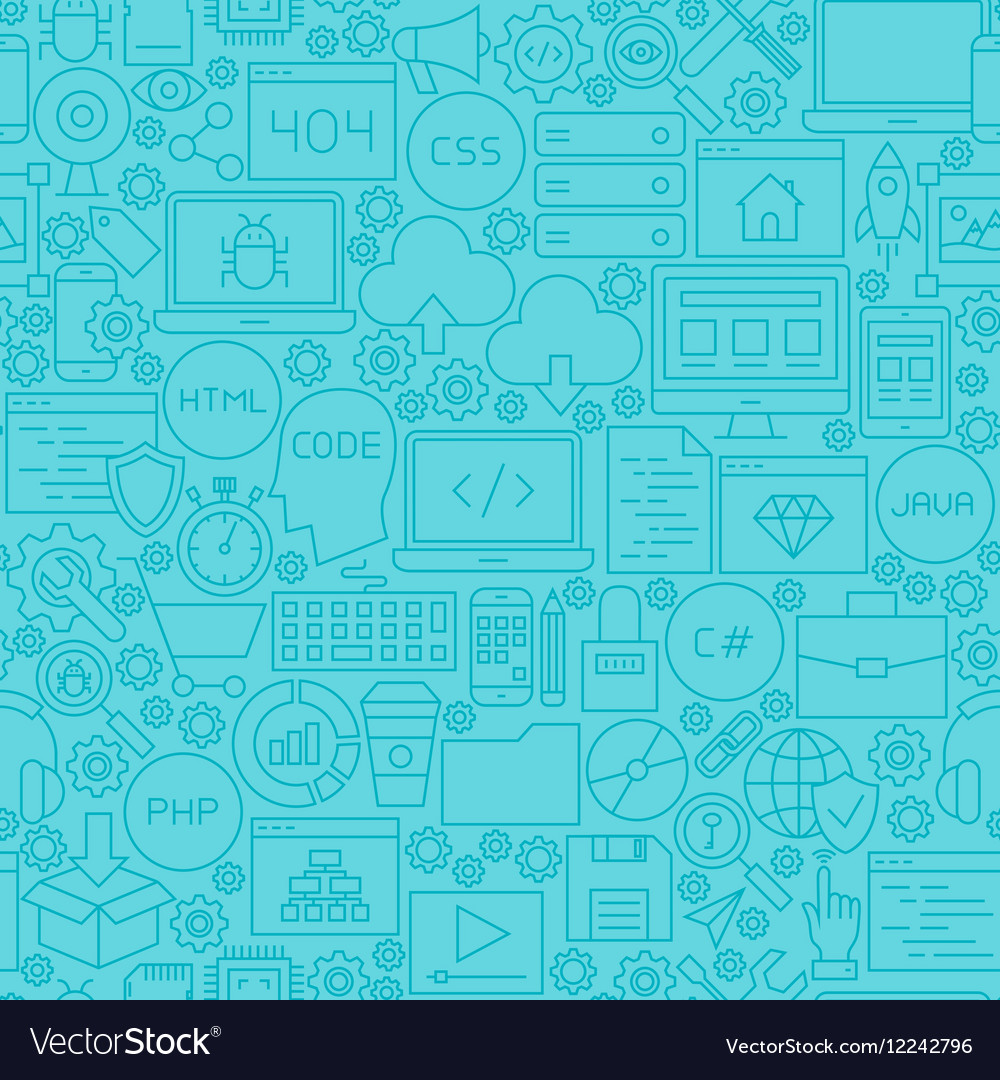 404
CSS
HTML
CODE
</>
JAVA
C#
PHP
VectorStock®
VectorStock.com/12242796